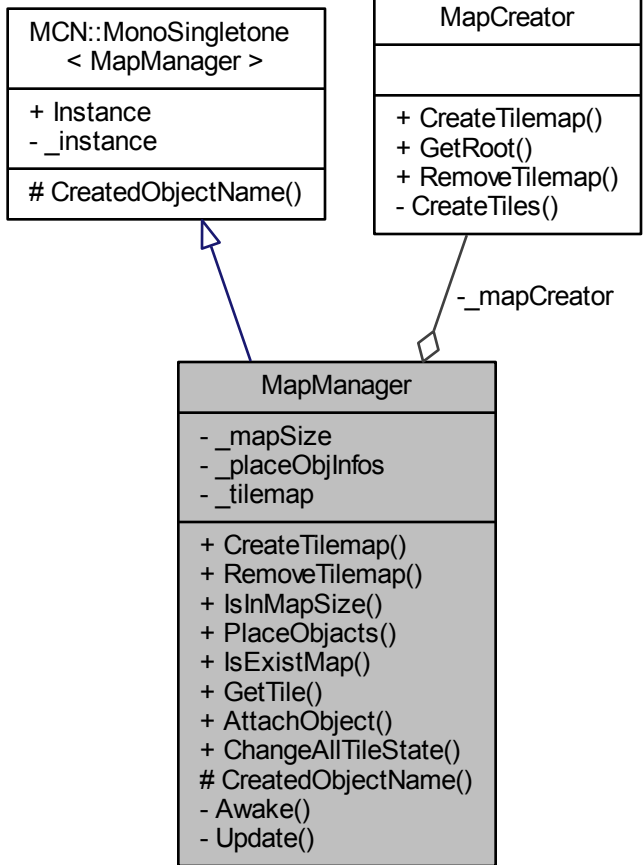 MCN::MonoSingletone
< MapManager >
+ Instance
- _instance
# CreatedObjectName()
MapCreator
+ CreateTilemap()
+ GetRoot()
+ RemoveTilemap()
- CreateTiles()
-_mapCreator
MapManager
- _mapSize
- _placeObjInfos
- _tilemap
+ CreateTilemap()
+ RemoveTilemap()
+ IsInMapSize()
+ PlaceObjacts()
+ IsExistMap()
+ GetTile()
+ AttachObject()
+ ChangeAllTileState()
# CreatedObjectName()
- Awake()
- Update()